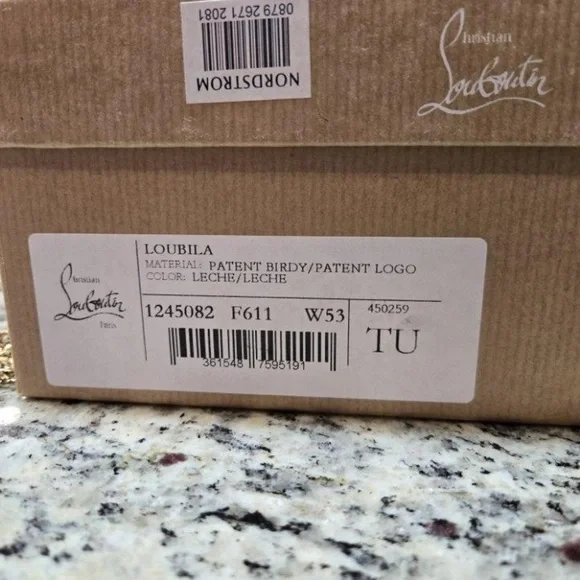 0879 2671 2081
NORDSTROM
Christian
Louboutin
LOUBILA
MATERIAL: PATENT BIRDY/PATENT LOGO
COLOR: LECHE/LECHE
Christian
Louboutin
Paris
1245082 F611 W53
450259
TU
361548 7595191